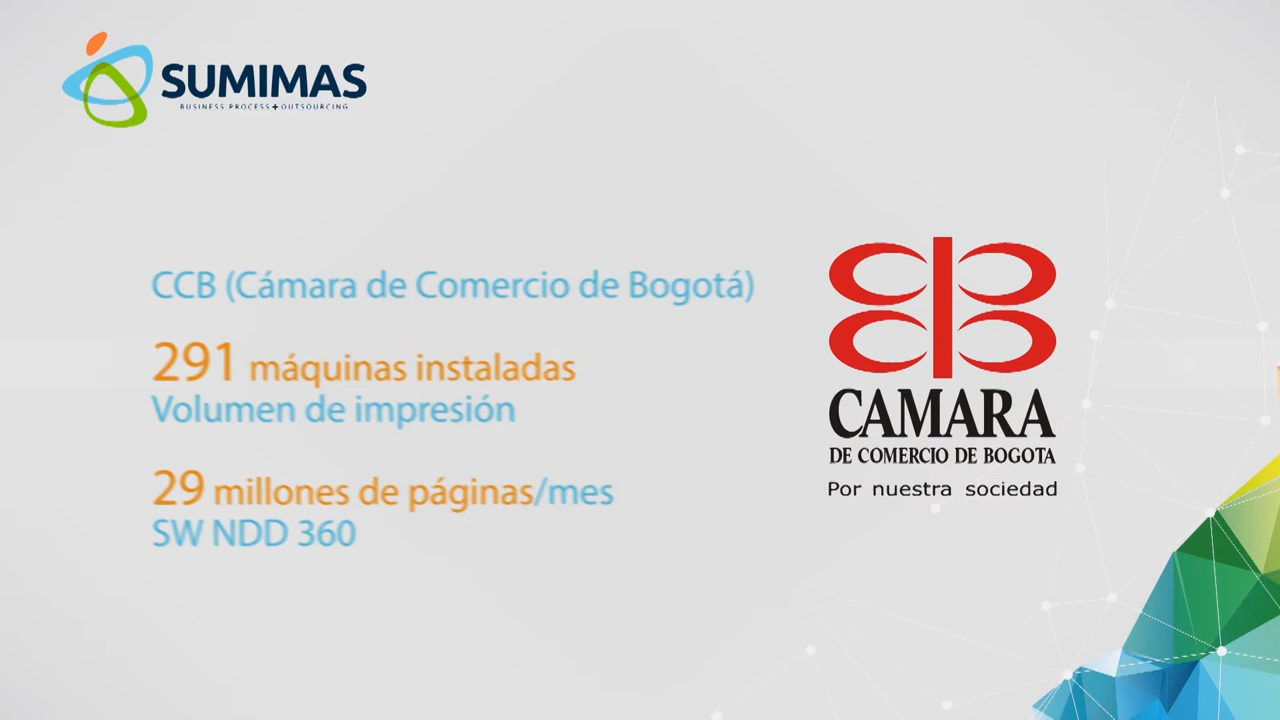 SUMIMAS
BUSINESS PROCESS+OUTSOURCING
CCB (Cámara de Comercio de Bogotá)
291 máquinas instaladas
Volumen de impresión
29 millones de páginas/mes
SW NDD 360
CAMARA
DE COMERCIO DE BOGOTA
Por nuestra sociedad